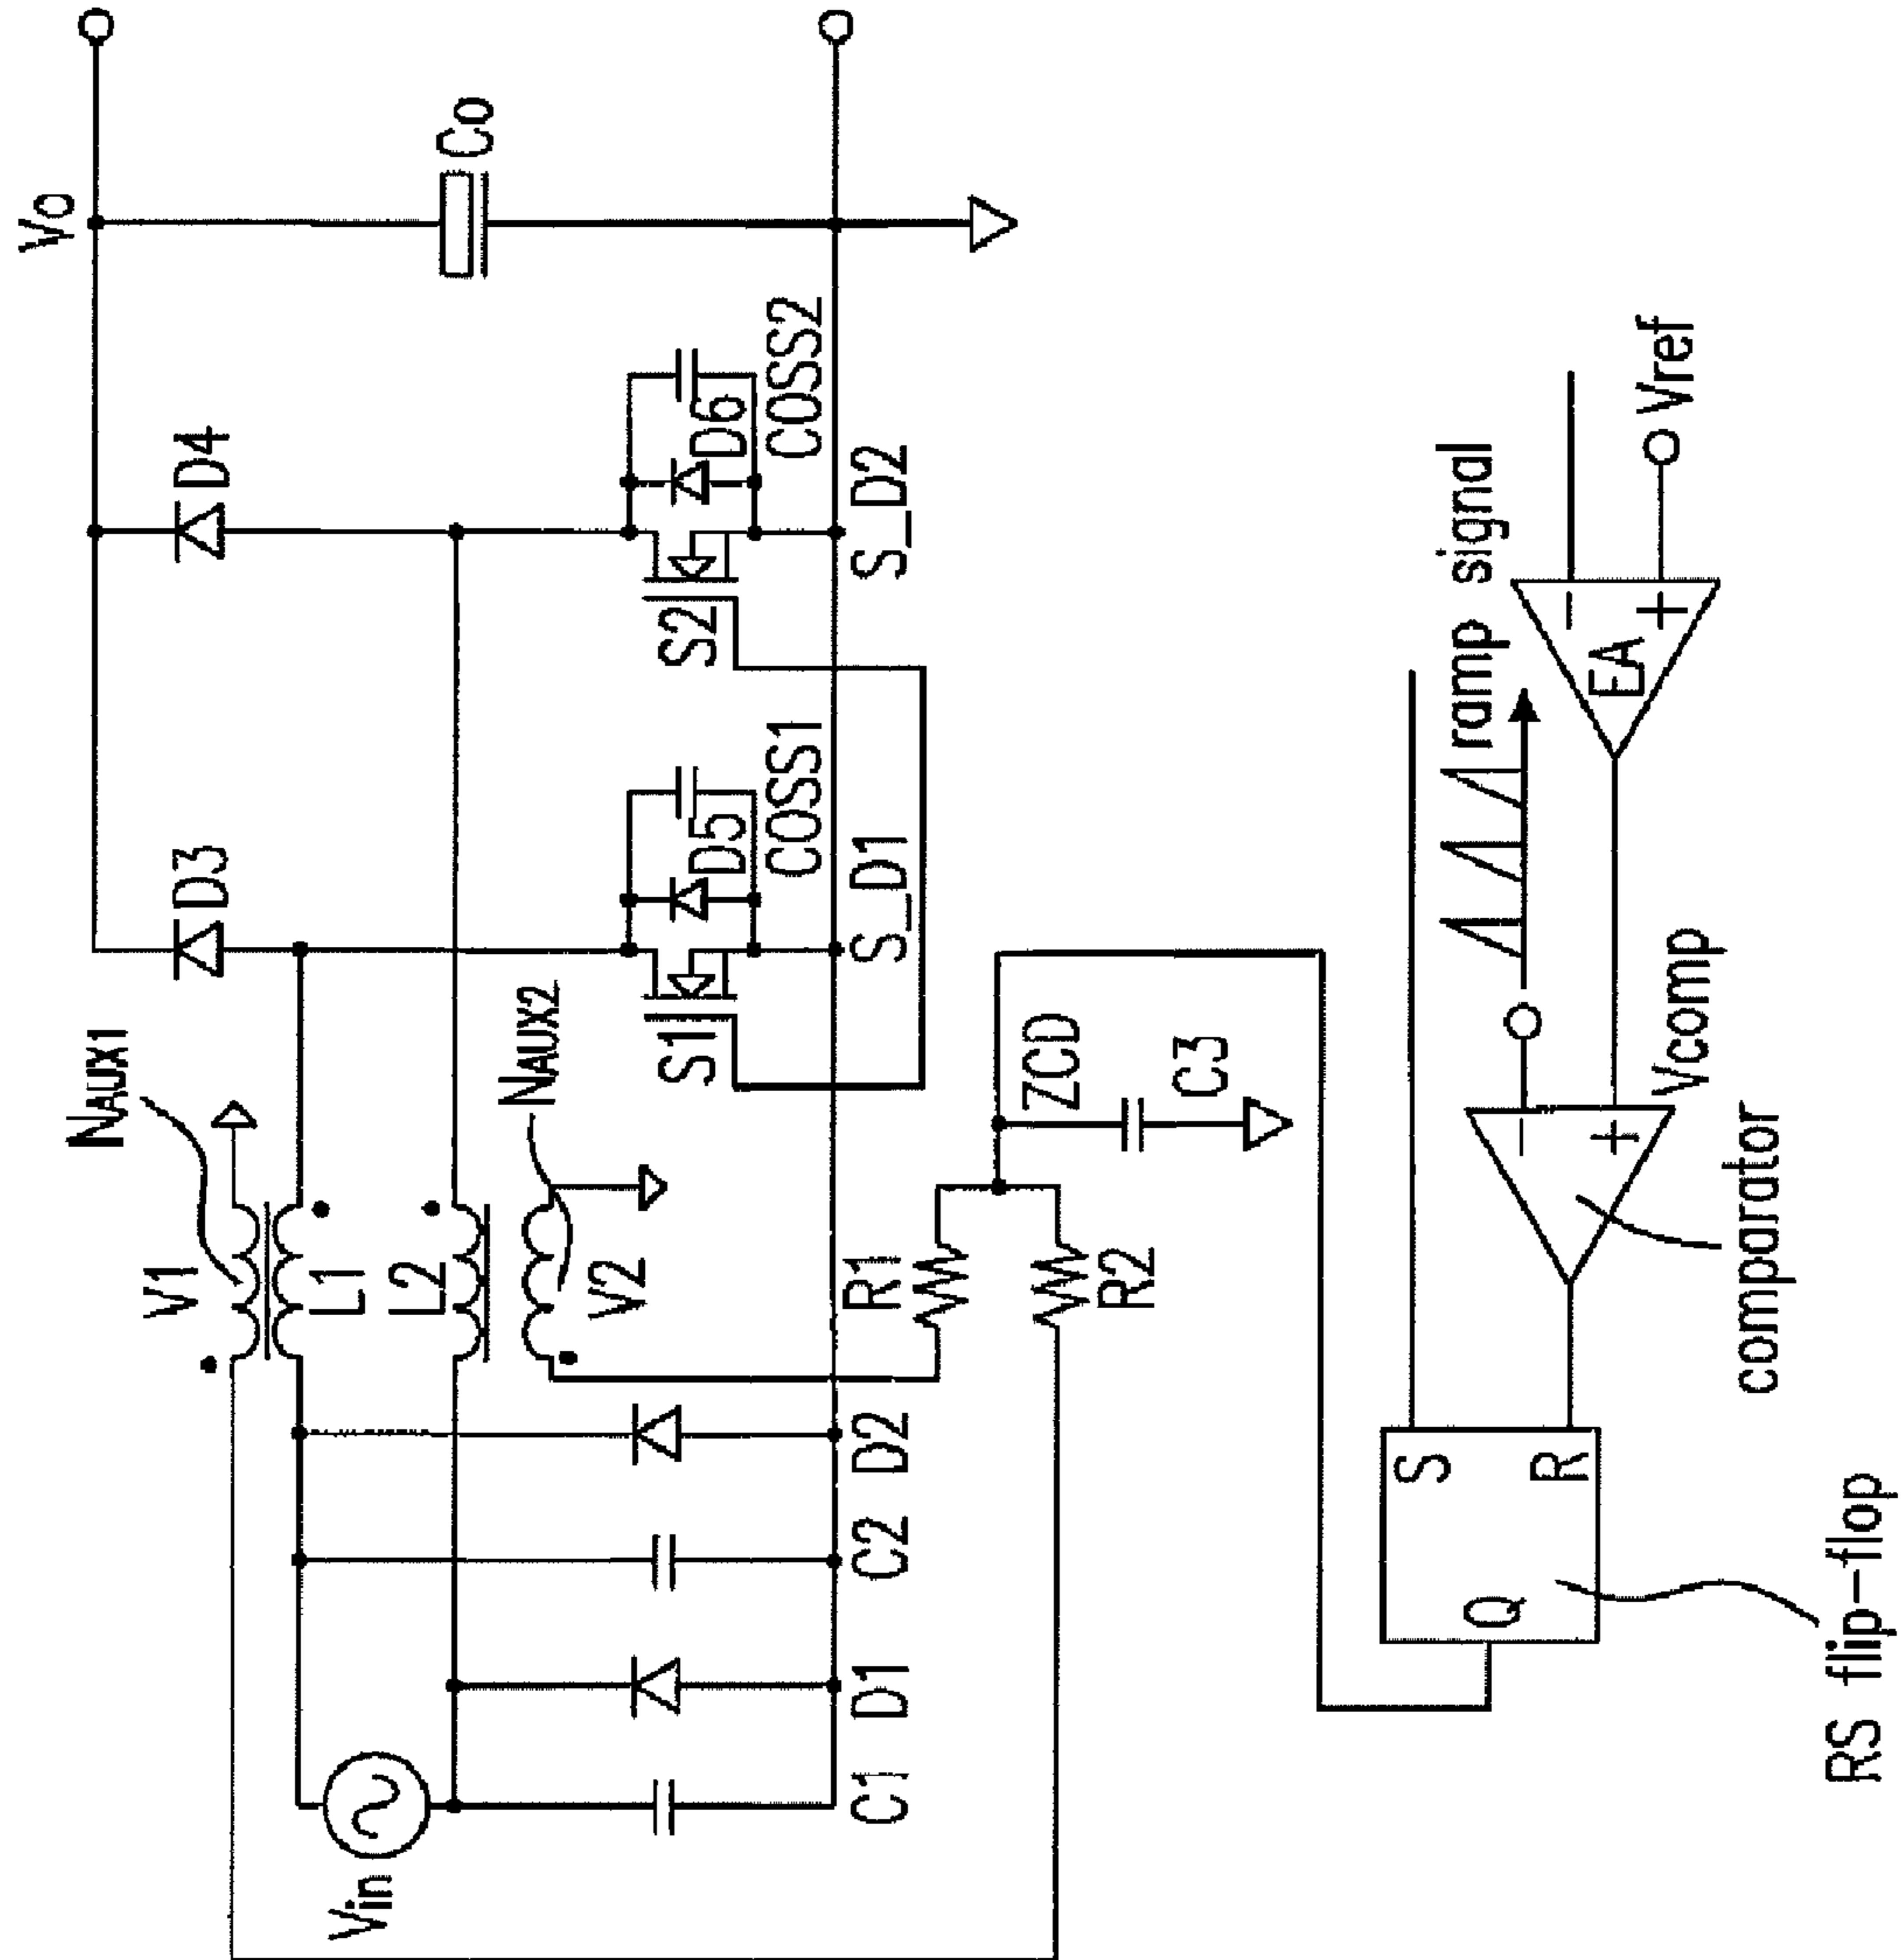 Vo
Co
D4
D3
NAUX1
V1
L1
L2
NAUX2
V2
S1
D5
COSS1
S_D1
S2
D6
COSS2
S_D2
Vin
C1
D1
C2
D2
R1
R2
ZCD
C3
ramp signal
Vref
EA
−
+
Vcomp
−
+
comparator
S
R
Q
RS flip-flop